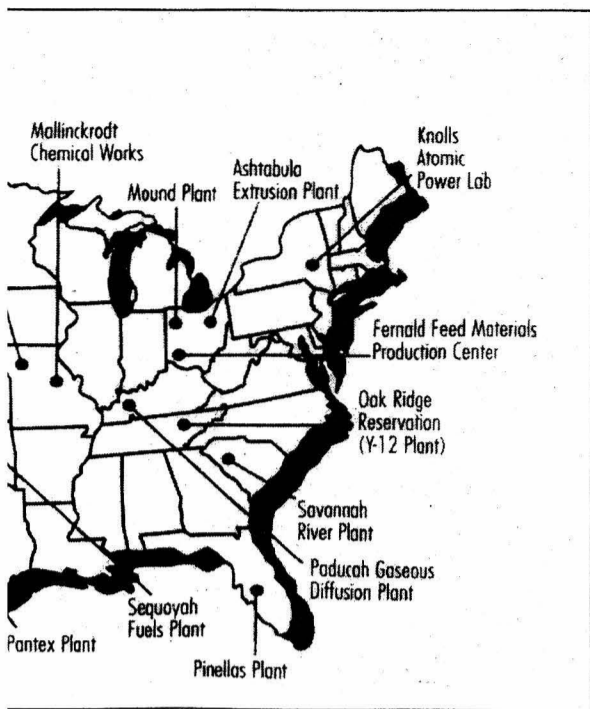 Mallinckrodt
Chemical Works
Mound Plant
Ashtabula
Extrusion Plant
Knolls
Atomic
Power Lab
Fernald Feed Materials
Production Center
Oak Ridge
Reservation
(Y-12 Plant)
Savannah
River Plant
Paducah Gaseous
Diffusion Plant
Sequoyah
Fuels Plant
Pantex Plant
Pinellas Plant